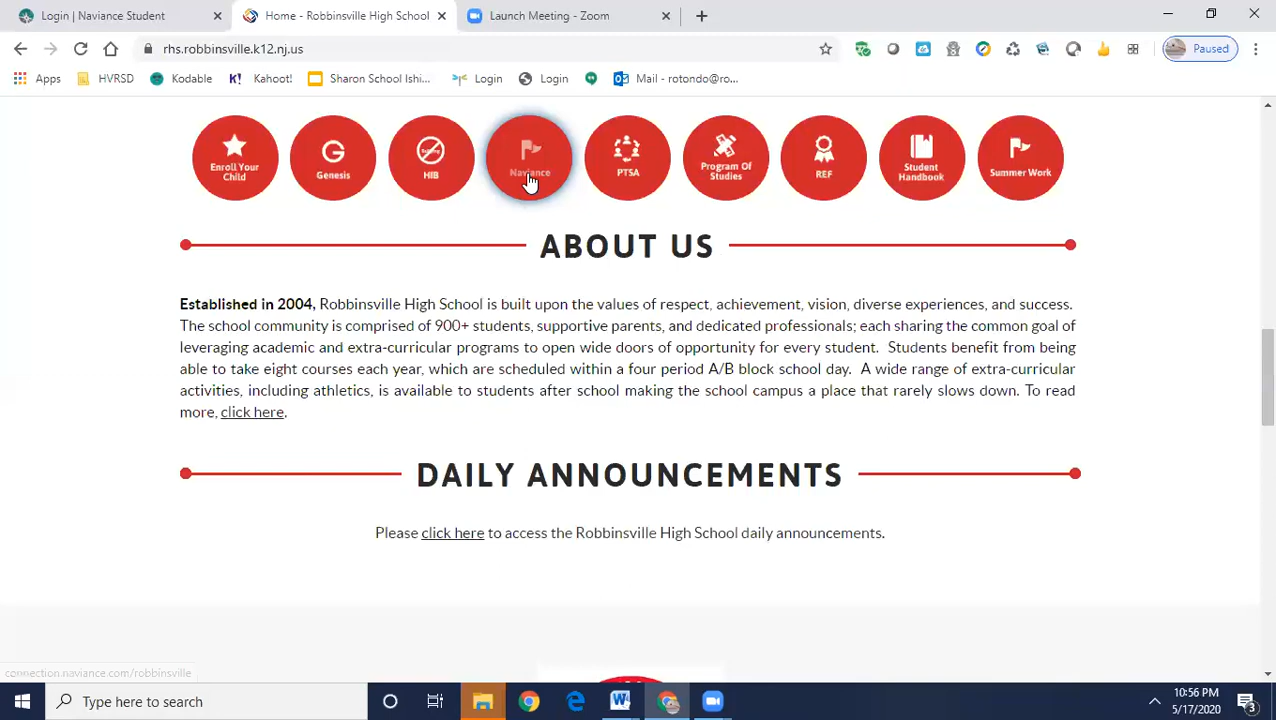 Login | Naviance Student
Home - Robbinsville High School
Launch Meeting - Zoom
rhs.robbinsville.k12.nj.us
Paused
Apps
HVRSD
Kodable
K!
Kahoot!
Sharon School Ishi...
Login
Login
Mail - rotondo@ro...
Enroll Your
Child
G
Genesis
HIB
Naviance
PTSA
Program Of
Studies
REF
Student
Handbook
Summer Work
ABOUT US
Established in 2004, Robbinsville High School is built upon the values of respect, achievement, vision, diverse experiences, and success.
The school community is comprised of 900+ students, supportive parents, and dedicated professionals; each sharing the common goal of
leveraging academic and extra-curricular programs to open wide doors of opportunity for every student. Students benefit from being
able to take eight courses each year, which are scheduled within a four period A/B block school day. A wide range of extra-curricular
activities, including athletics, is available to students after school making the school campus a place that rarely slows down. To read
more, click here.
DAILY ANNOUNCEMENTS
Please click here to access the Robbinsville High School daily announcements.
connection.naviance.com/robbinsville
Type here to search
10:56 PM
5/17/2020
3